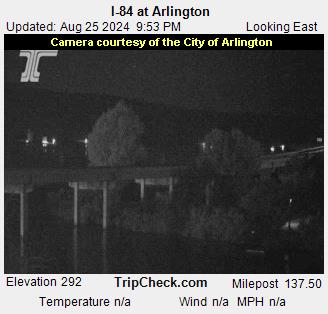 I-84 at Arlington
Updated: Aug 25 2024 9:53 PM Looking East
Camera courtesy of the City of Arlington
Elevation 292 TripCheck.com Milepost 137.50
Temperature n/a Wind n/a MPH n/a